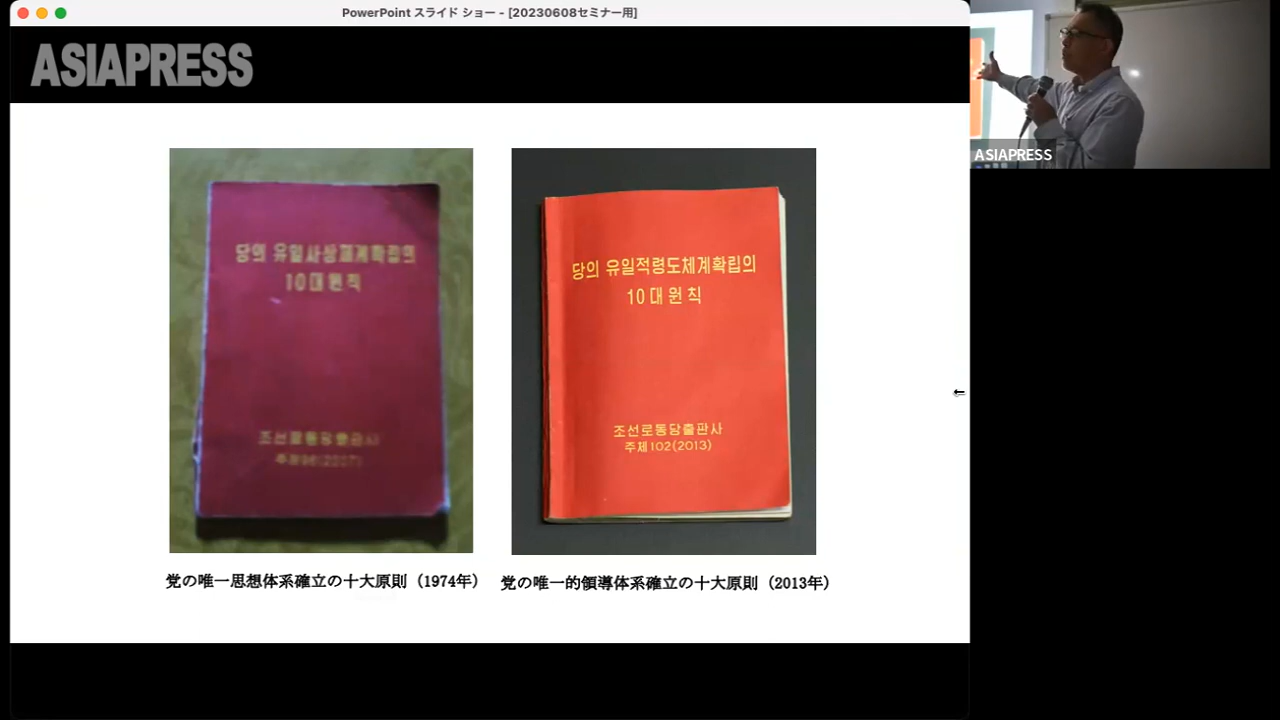 PowerPoint スライド ショー - [20230608セミナー用]
ASIAPRESS
당의 유일사상체계확립의
10대원칙
조선로동당출판사
주체96(2007)
党の唯一思想体系確立の十大原則（1974年）
당의 유일적령도체계확립의
10대원칙
조선로동당출판사
주체102(2013)
党の唯一的領導体系確立の十大原則（2013年）
ASIAPRESS